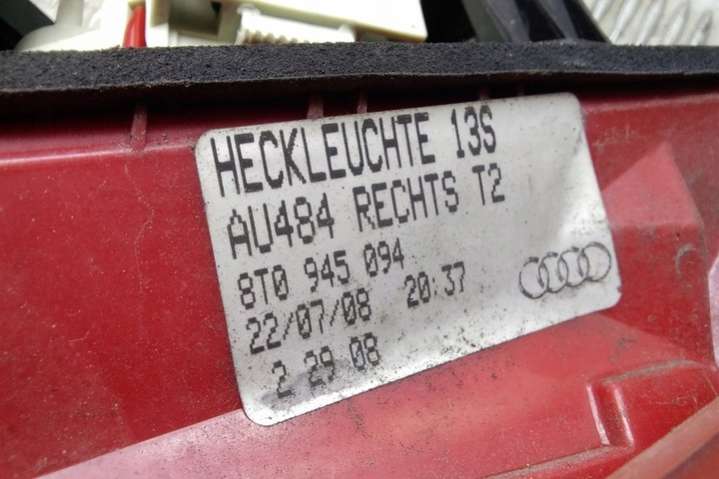 HECKLEUCHTE 13S
AU484 RECHTS T2
8T0 945 094
22/07/08 20:37
2 29 08